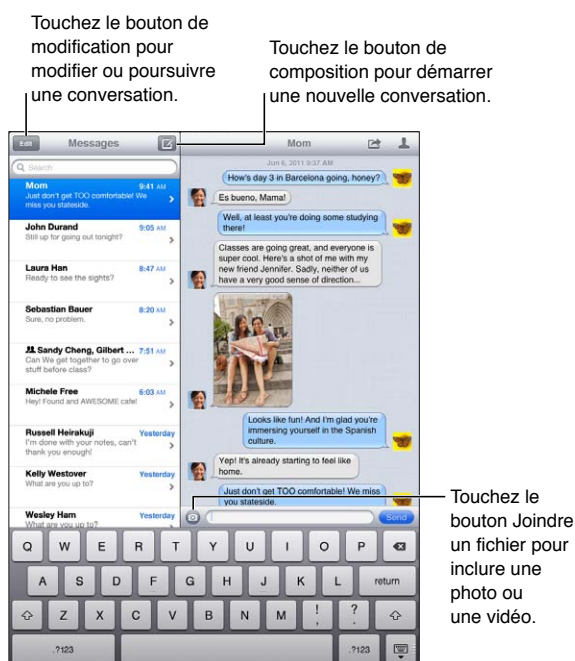 Touchez le bouton de
modification pour
modifier ou poursuivre
une conversation.
Touchez le bouton de
composition pour démarrer
une nouvelle conversation.
Edit
Messages
Search
Mom 9:41 AM
Just don't get TOO comfortable! We
miss you stateside.
John Durand 9:05 AM
Still up for going out tonight?
Laura Han 8:47 AM
Ready to see the sights?
Sebastian Bauer 8:20 AM
Sure, no problem.
Sandy Cheng, Gilbert ... 7:51 AM
Can We get together to go over
stuff before class?
Michele Free 6:03 AM
Hey! Found and AWESOME cafe!
Russell Heirakuji Yesterday
I'm done with your notes, can't
thank you enough!
Kelly Westover Yesterday
What are you up to?
Wesley Ham Yesterday
What are you up to?
Mom
Jun 6, 2011 9:37 AM
How's day 3 in Barcelona going, honey?
Es bueno, Mama!
Well, at least you're doing some studying
there!
Classes are going great, and everyone is
super cool. Here's a shot of me with my
new friend Jennifer. Sadly, neither of us
have a very good sense of direction...
Looks like fun! And I'm glad you're
immersing yourself in the Spanish
culture.
Yep! It's already starting to feel like
home.
Just don't get TOO comfortable! We miss
you stateside.
Send
Touchez le
bouton Joindre
un fichier pour
inclure une
photo ou
une vidéo.
Q W E R T Y U I O P
A S D F G H J K L return
Z X C V B N M ! , ? .
.?123 .?123